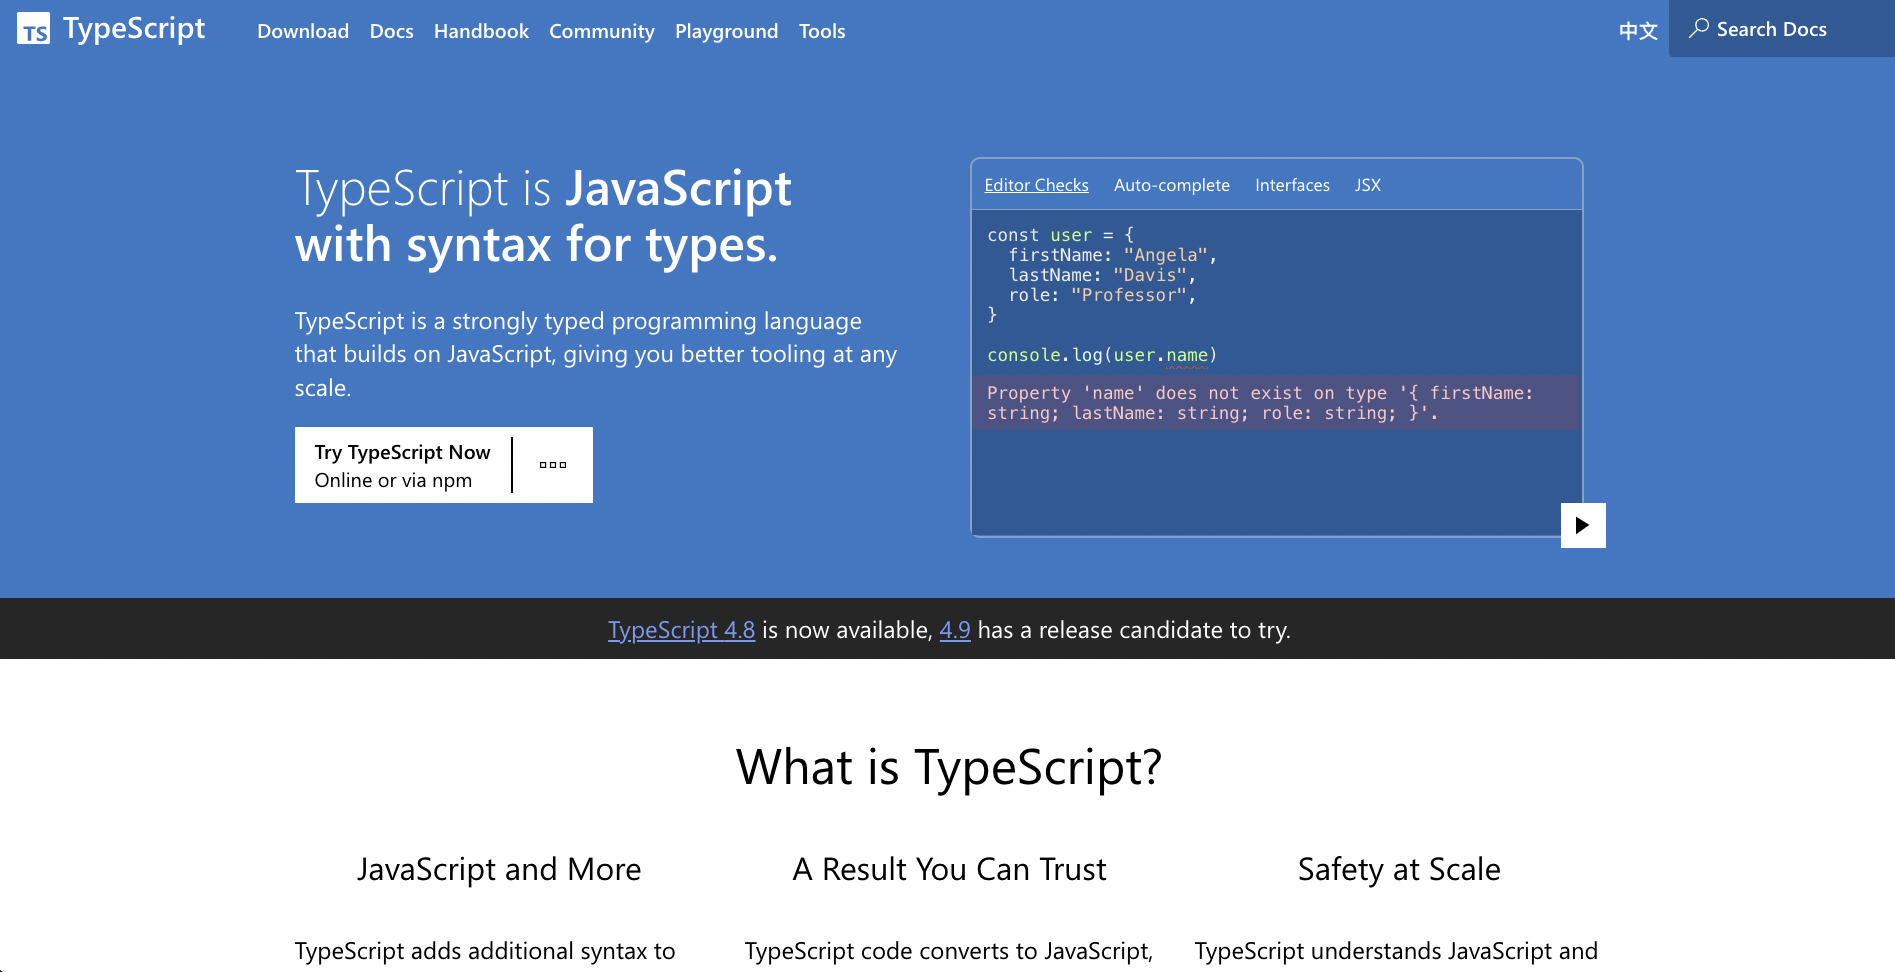 TS TypeScript
Download Docs Handbook Community Playground Tools
中文
Search Docs
TypeScript is JavaScript
with syntax for types.
TypeScript is a strongly typed programming language
that builds on JavaScript, giving you better tooling at any
scale.
Try TypeScript Now
Online or via npm
Editor Checks Auto-complete Interfaces JSX
const user = {
  firstName: "Angela",
  lastName: "Davis",
  role: "Professor",
}
console.log(user.name)
Property 'name' does not exist on type '{ firstName:
string; lastName: string; role: string; }'.
TypeScript 4.8 is now available, 4.9 has a release candidate to try.
What is TypeScript?
JavaScript and More
TypeScript adds additional syntax to
A Result You Can Trust
TypeScript code converts to JavaScript,
Safety at Scale
TypeScript understands JavaScript and